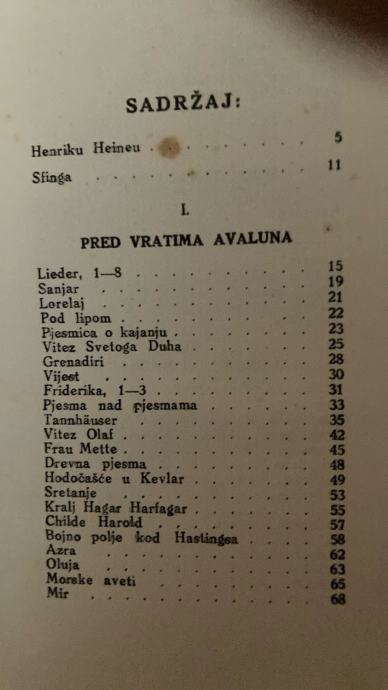 SADRŽAJ:
Henriku Heineu . . . . . . . . . 5
Sfinga . . . . . . . . . . . 11
I.
PRED VRATIMA AVALUNA
Lieder, 1—8 . . . . . . . . . . 15
Sanjar . . . . . . . . . . . 19
Lorelaj . . . . . . . . . . . 21
Pod lipom . . . . . . . . . . 22
Pjesmica o kajanju . . . . . . . . 23
Vitez Svetoga Duha . . . . . . . . 25
Grenadiri . . . . . . . . . . 28
Vijest . . . . . . . . . . . 30
Friderika, 1—3 . . . . . . . . . 31
Pjesma nad pjesmama . . . . . . . 33
Tannhäuser . . . . . . . . . . 35
Vitez Olaf . . . . . . . . . . 42
Frau Mette . . . . . . . . . . 45
Drevna pjesma . . . . . . . . . 48
Hodočašće u Kevlar . . . . . . . . 49
Sretanje . . . . . . . . . . 53
Kralj Hagar Harfagar . . . . . . . 55
Childe Harold . . . . . . . . . 57
Bojno polje kod Hastingsa . . . . . . 58
Azra . . . . . . . . . . . 62
Oluja . . . . . . . . . . . 63
Morske aveti . . . . . . . . . 65
Mir . . . . . . . . . . . 68